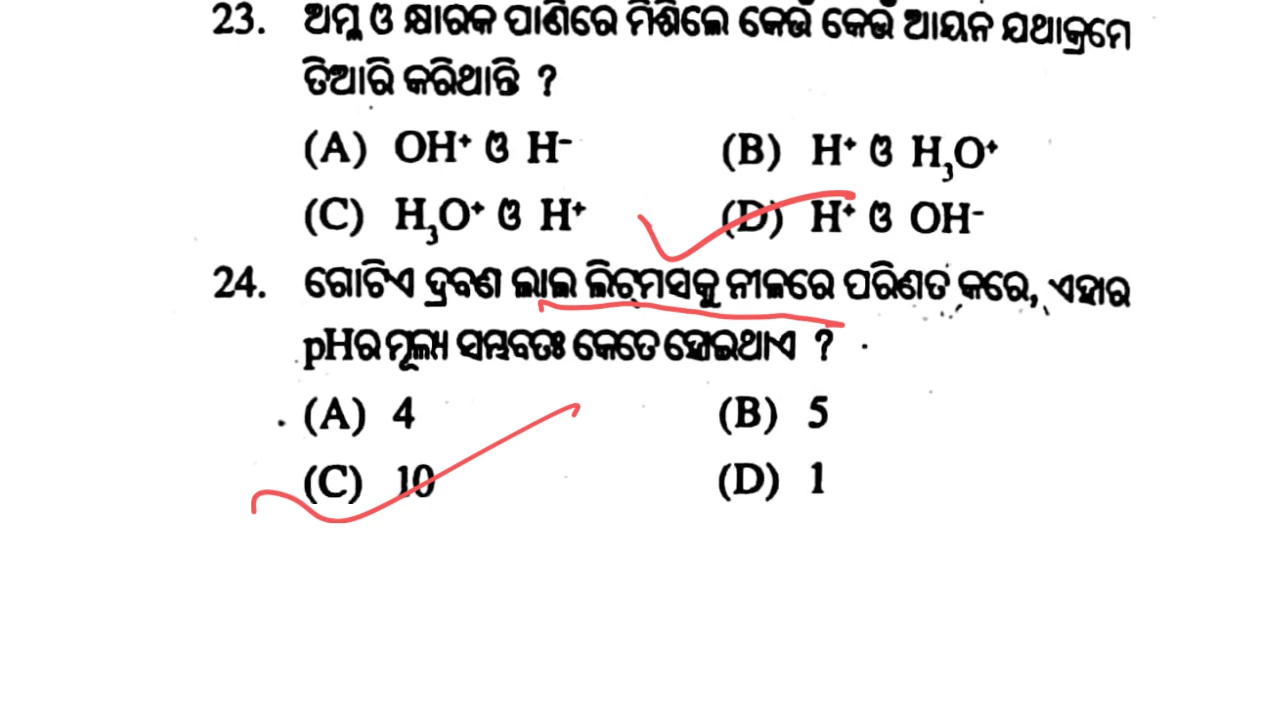 23. ଅମ୍ଳ ଓ କ୍ଷାରକ ପାଣିରେ ମିଶିଲେ କେଉଁ କେଉଁ ଆୟନ ଯଥାକ୍ରମେ
ତିଆରି କରିଥାନ୍ତି ?
(A) OH⁺ ଓ H⁻ (B) H⁺ ଓ H₃O⁺
(C) H₃O⁺ ଓ H⁺ (D) H⁺ ଓ OH⁻
24. ଗୋଟିଏ ଦ୍ରବଣ ଲାଲ ଲିଟ୍ମସକୁ ନୀଳରେ ପରିଣତ କରେ, ଏହାର
pHର ମୂଲ୍ୟ ସମ୍ଭବତଃ କେତେ ହୋଇଥାଏ ?
(A) 4 (B) 5
(C) 10 (D) 1